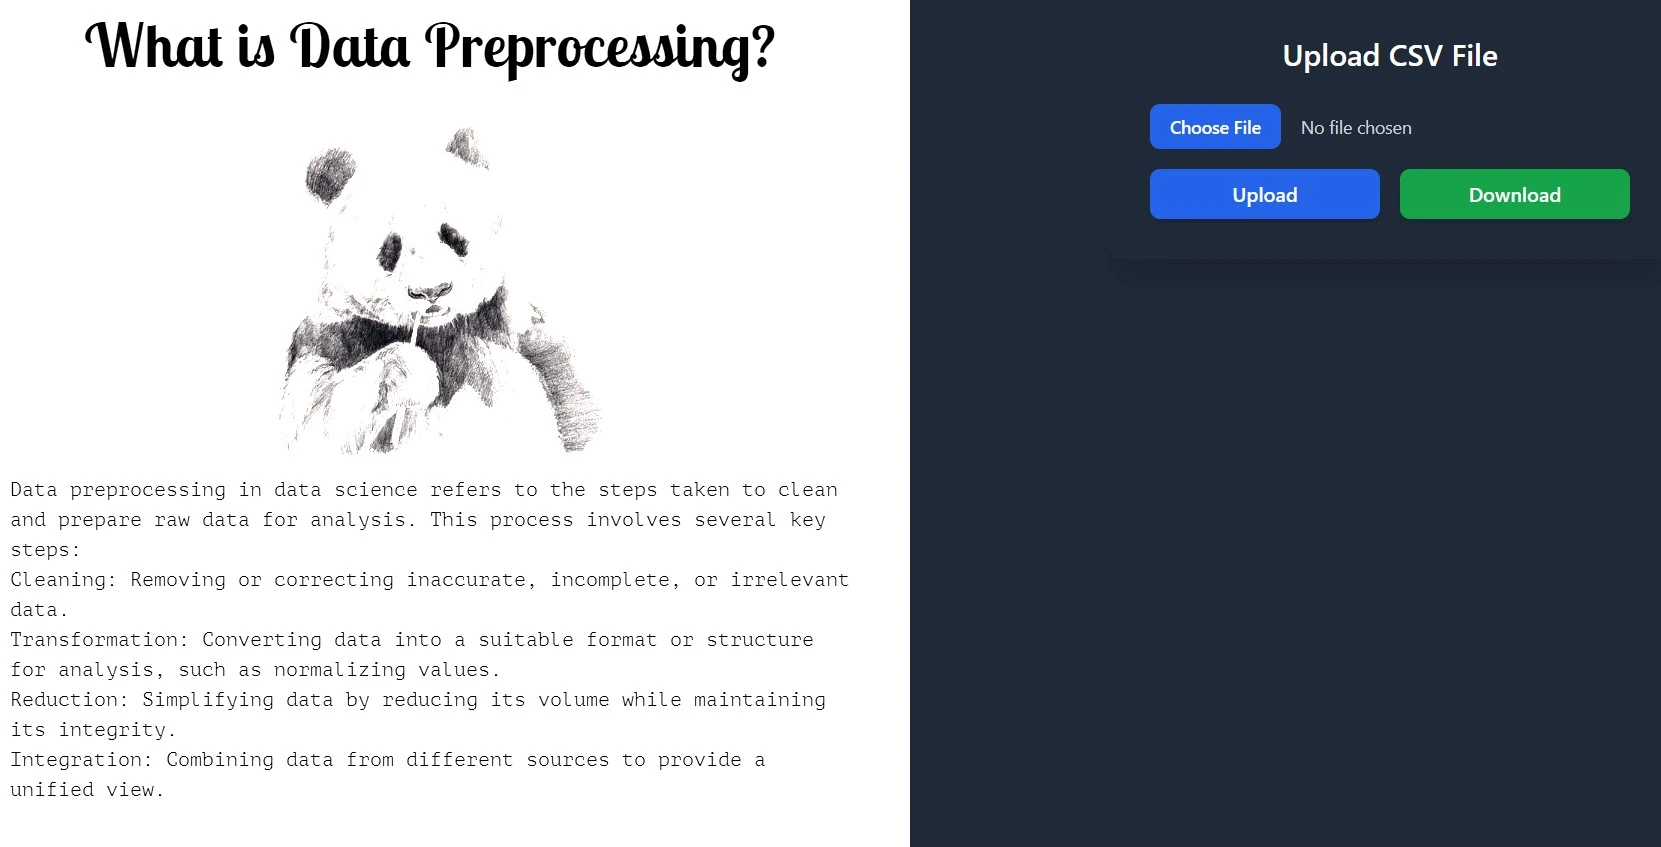 What is Data Preprocessing?
Data preprocessing in data science refers to the steps taken to clean
and prepare raw data for analysis. This process involves several key
steps:
Cleaning: Removing or correcting inaccurate, incomplete, or irrelevant
data.
Transformation: Converting data into a suitable format or structure
for analysis, such as normalizing values.
Reduction: Simplifying data by reducing its volume while maintaining
its integrity.
Integration: Combining data from different sources to provide a
unified view.
Upload CSV File
Choose File No file chosen
Upload Download